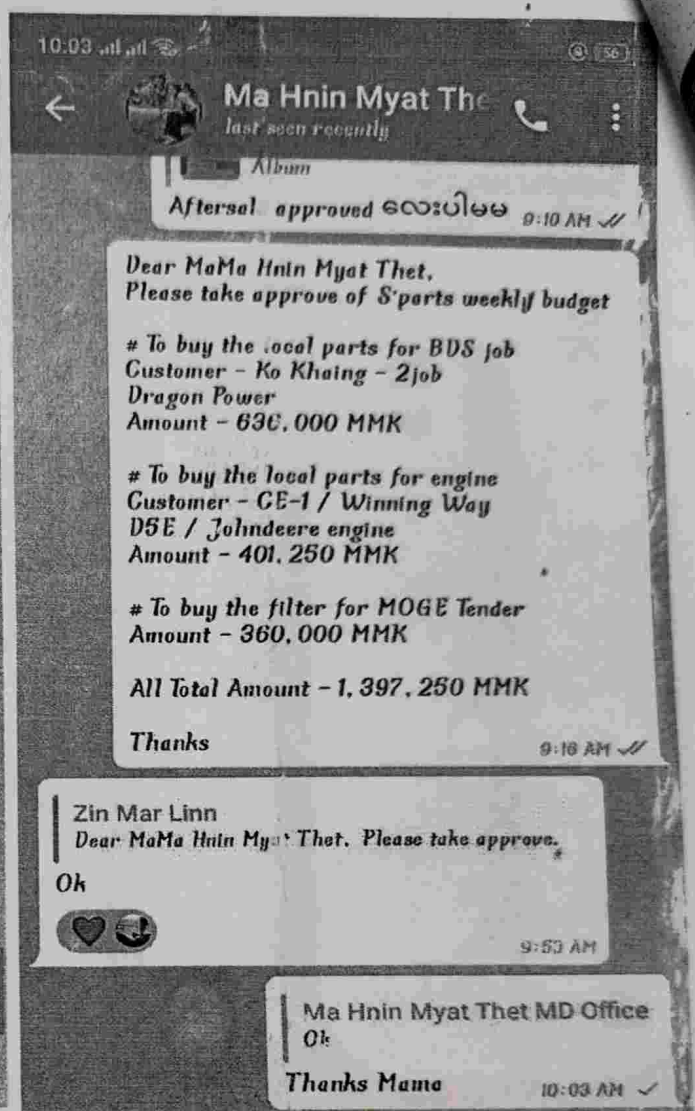 10:03
56
Ma Hnin Myat The
last seen recently
Album
Aftersal approved လေးပါမမ 9:10 AM
Dear MaMa Hnin Myat Thet,
Please take approve of S'parts weekly budget
# To buy the local parts for BDS job
Customer - Ko Khaing - 2job
Dragon Power
Amount - 636,000 MMK
# To buy the local parts for engine
Customer - CE-1 / Winning Way
D5E / Johndeere engine
Amount - 401,250 MMK
# To buy the filter for MOGE Tender
Amount - 360,000 MMK
All Total Amount - 1,397,250 MMK
Thanks
9:16 AM
Zin Mar Linn
Dear MaMa Hnin Myat Thet, Please take approve.
Ok
9:53 AM
Ma Hnin Myat Thet MD Office
Ok
Thanks Mama 10:03 AM